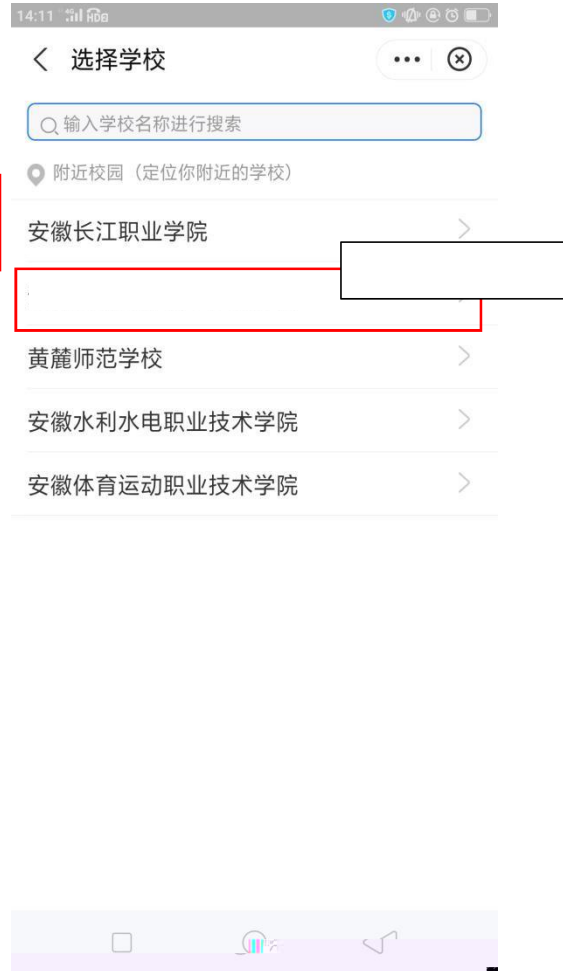 14:11 4G HD
选择学校
输入学校名称进行搜索
附近校园（定位你附近的学校）
安徽长江职业学院
黄麓师范学校
安徽水利水电职业技术学院
安徽体育运动职业技术学院